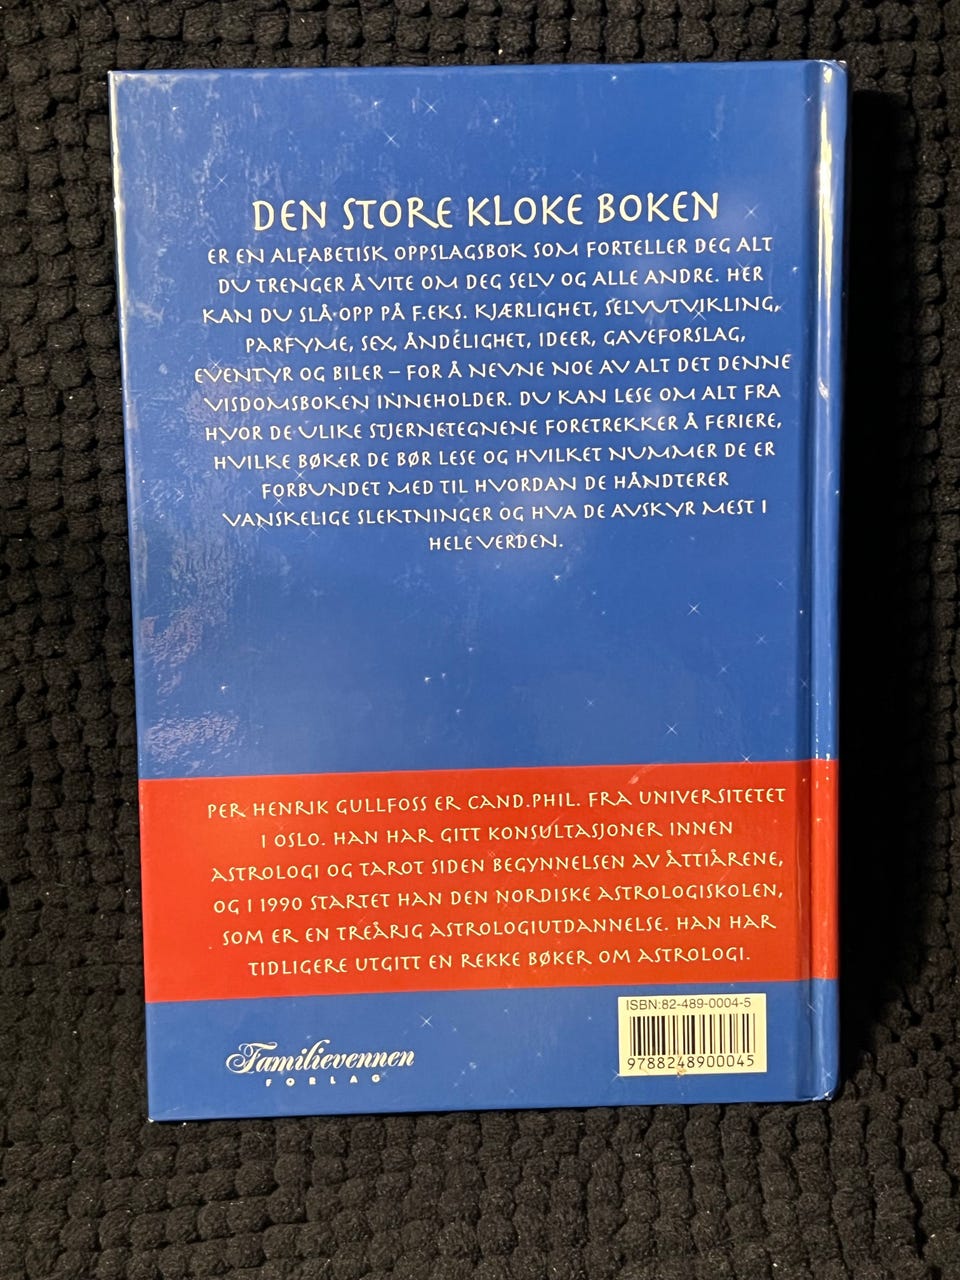 DEN STORE KLOKE BOKEN
ER EN ALFABETISK OPPSLAGSBOK SOM FORTELLER DEG ALT
DU TRENGER Å VITE OM DEG SELV OG ALLE ANDRE. HER
KAN DU SLÅ OPP PÅ F.EKS. KJÆRLIGHET, SELVUTVIKLING,
PARFYME, SEX, ÅNDELIGHET, IDEER, GAVEFORSLAG,
EVENTYR OG BILER – FOR Å NEVNE NOE AV ALT DET DENNE
VISDOMSBOKEN INNEHOLDER. DU KAN LESE OM ALT FRA
HVOR DE ULIKE STJERNETEGNENE FORETREKKER Å FERIERE,
HVILKE BØKER DE BØR LESE OG HVILKET NUMMER DE ER
FORBUNDET MED TIL HVORDAN DE HÅNDTERER
VANSKELIGE SLEKTNINGER OG HVA DE AVSKYR MEST I
HELE VERDEN.
PER HENRIK GULLFOSS ER CAND.PHIL. FRA UNIVERSITETET
I OSLO. HAN HAR GITT KONSULTASJONER INNEN
ASTROLOGI OG TAROT SIDEN BEGYNNELSEN AV ÅTTIÅRENE,
OG I 1990 STARTET HAN DEN NORDISKE ASTROLOGISKOLEN,
SOM ER EN TREÅRIG ASTROLOGIUTDANNELSE. HAN HAR
TIDLIGERE UTGITT EN REKKE BØKER OM ASTROLOGI.
Familievennen
FORLAG
ISBN:82-489-0004-5
9788248900045